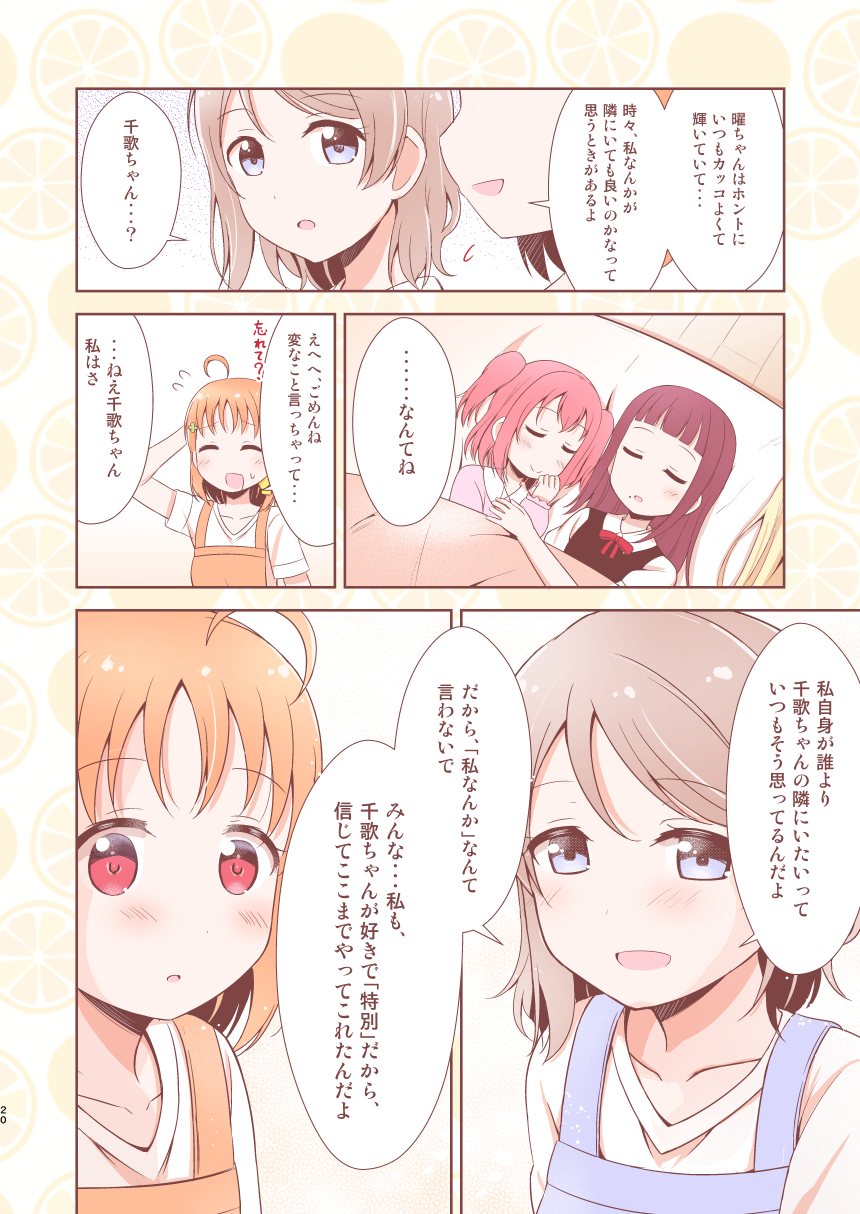 曜ちゃんはホントに
いつもカッコよくて
輝いていて・・・
時々、私なんかが
隣にいても良いのかなって
思うときがあるよ
千歌ちゃん・・・？
・・・・・・なんてね
えへへ、ごめんね
変なこと言っちゃって・・・
忘れて？
・・・ねえ千歌ちゃん
私はさ
私自身が誰より
千歌ちゃんの隣にいたいって
いつもそう思ってるんだよ
だから、「私なんか」なんて
言わないで
みんな・・・私も、
千歌ちゃんが好きで「特別」だから、
信じてここまでやってこれたんだよ
20